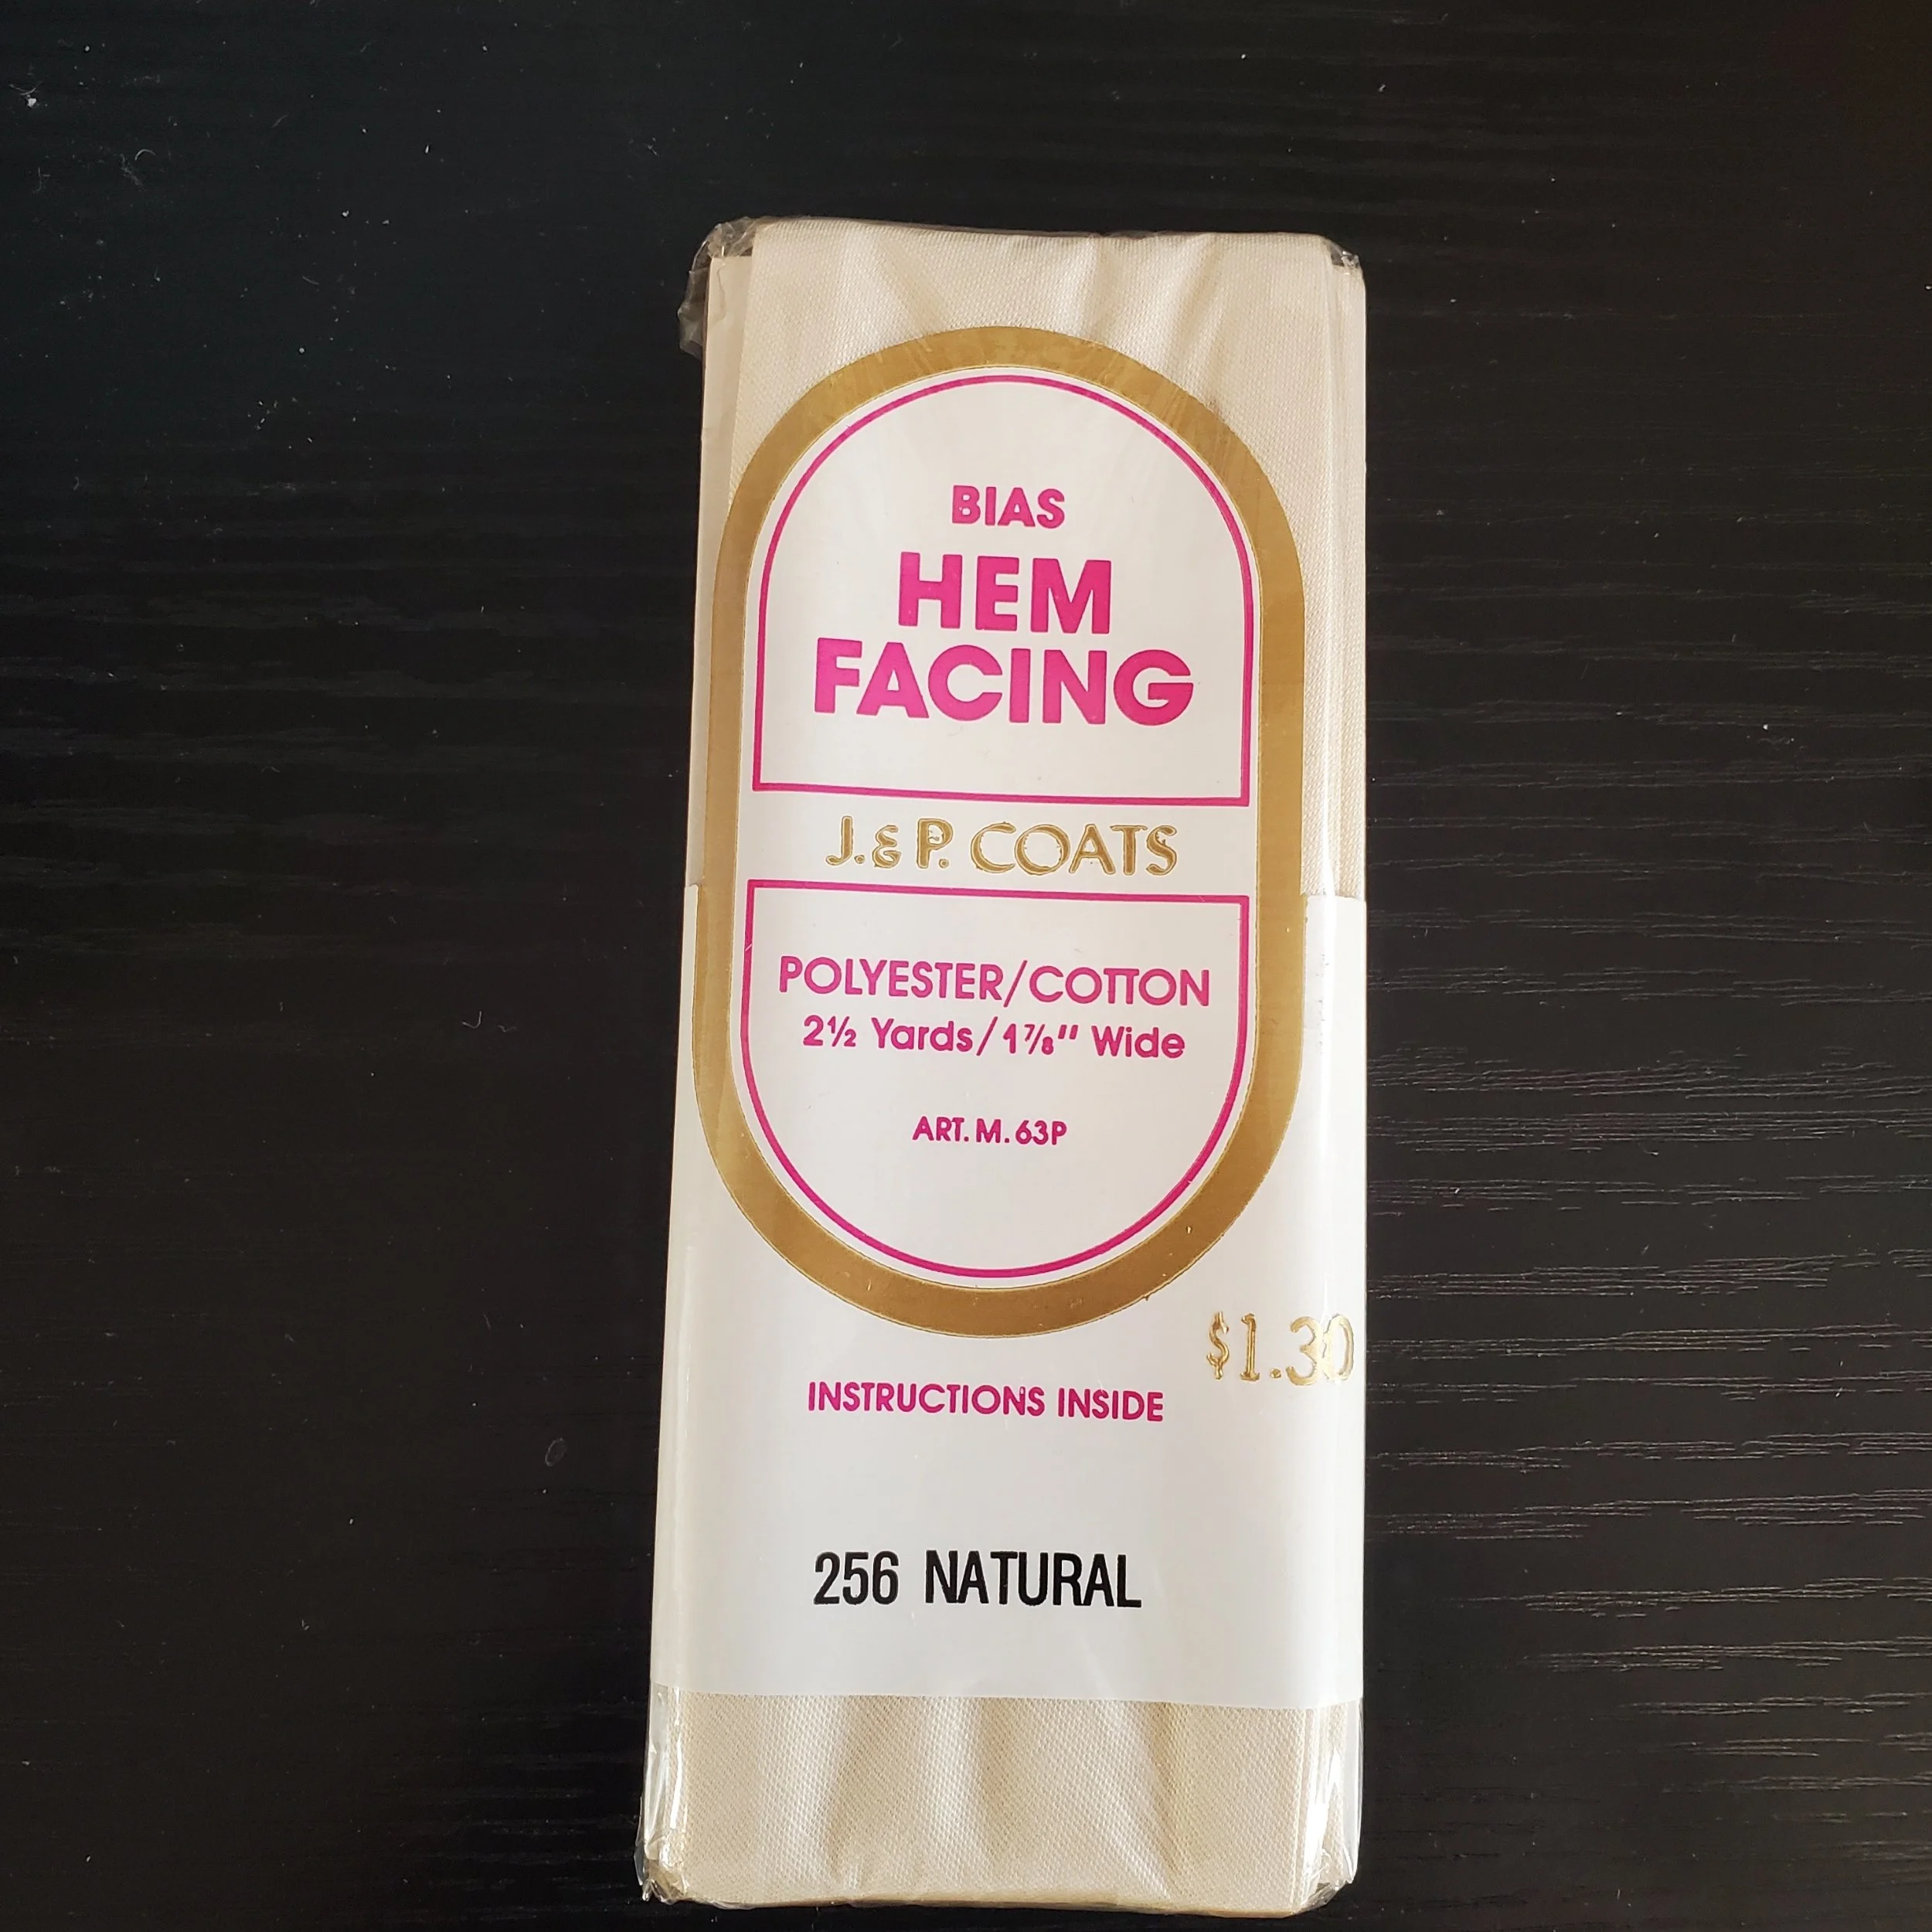 BIAS
HEM
FACING
J. & P. COATS
POLYESTER/COTTON
2½ Yards/1⅞" Wide
ART. M. 63P
$1.30
INSTRUCTIONS INSIDE
256 NATURAL